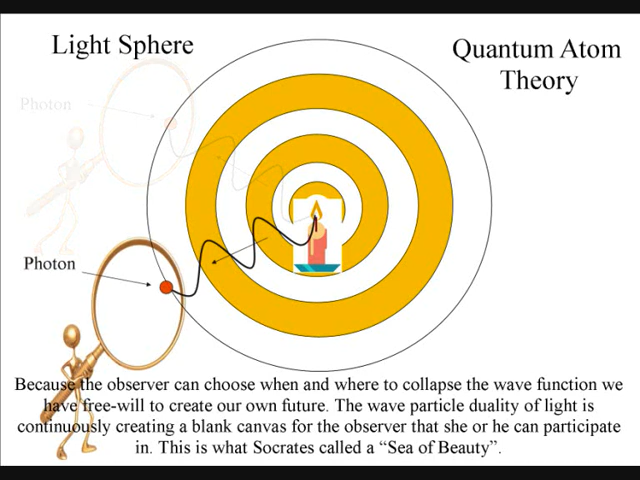 Light Sphere
Quantum Atom
Theory
Photon
Photon
Because the observer can choose when and where to collapse the wave function we
have free-will to create our own future. The wave particle duality of light is
continuously creating a blank canvas for the observer that she or he can participate
in. This is what Socrates called a “Sea of Beauty”.